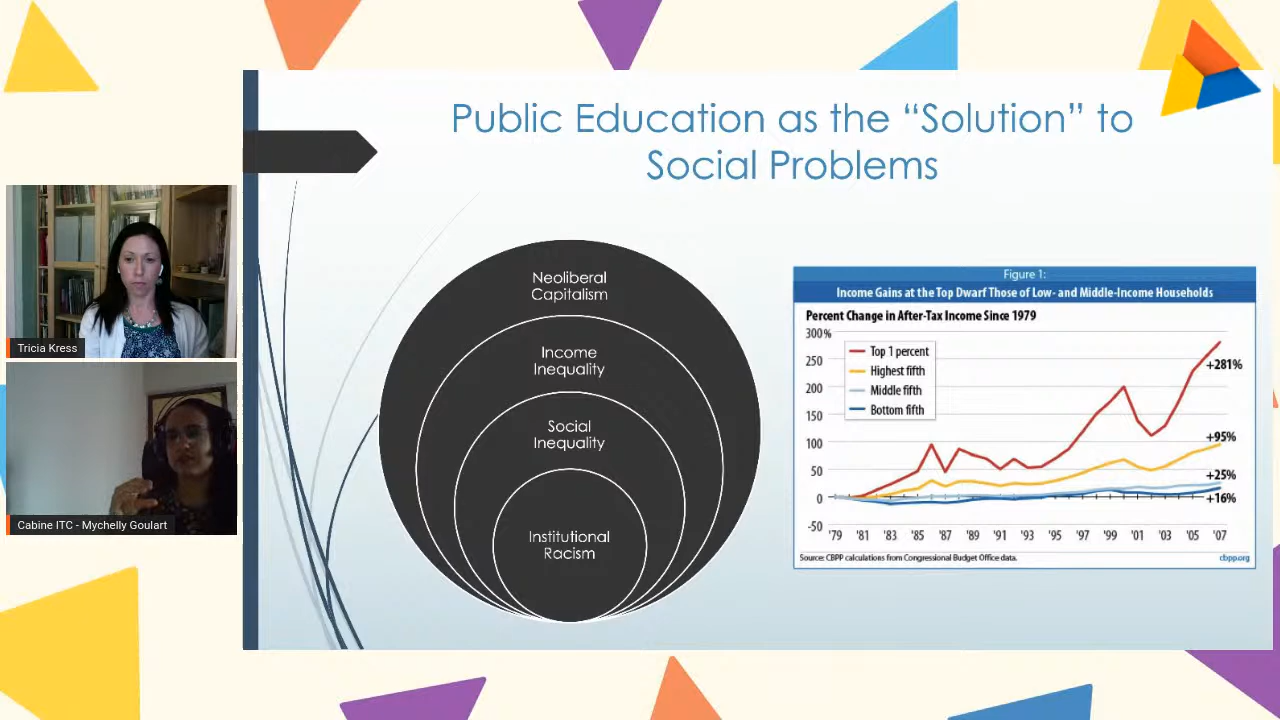 Public Education as the “Solution” to
Social Problems
Tricia Kress
Cabine ITC - Mychelly Goulart
Neoliberal
Capitalism
Income
Inequality
Social
Inequality
Institutional
Racism
Figure 1:
Income Gains at the Top Dwarf Those of Low- and Middle-Income Households
Percent Change in After-Tax Income Since 1979
300%
250
200
150
100
50
0
-50
Top 1 percent
Highest fifth
Middle fifth
Bottom fifth
+281%
+95%
+25%
+16%
'79 '81 '83 '85 '87 '89 '91 '93 '95 '97 '99 '01 '03 '05 '07
Source: CBPP calculations from Congressional Budget Office data.
cbpp.org